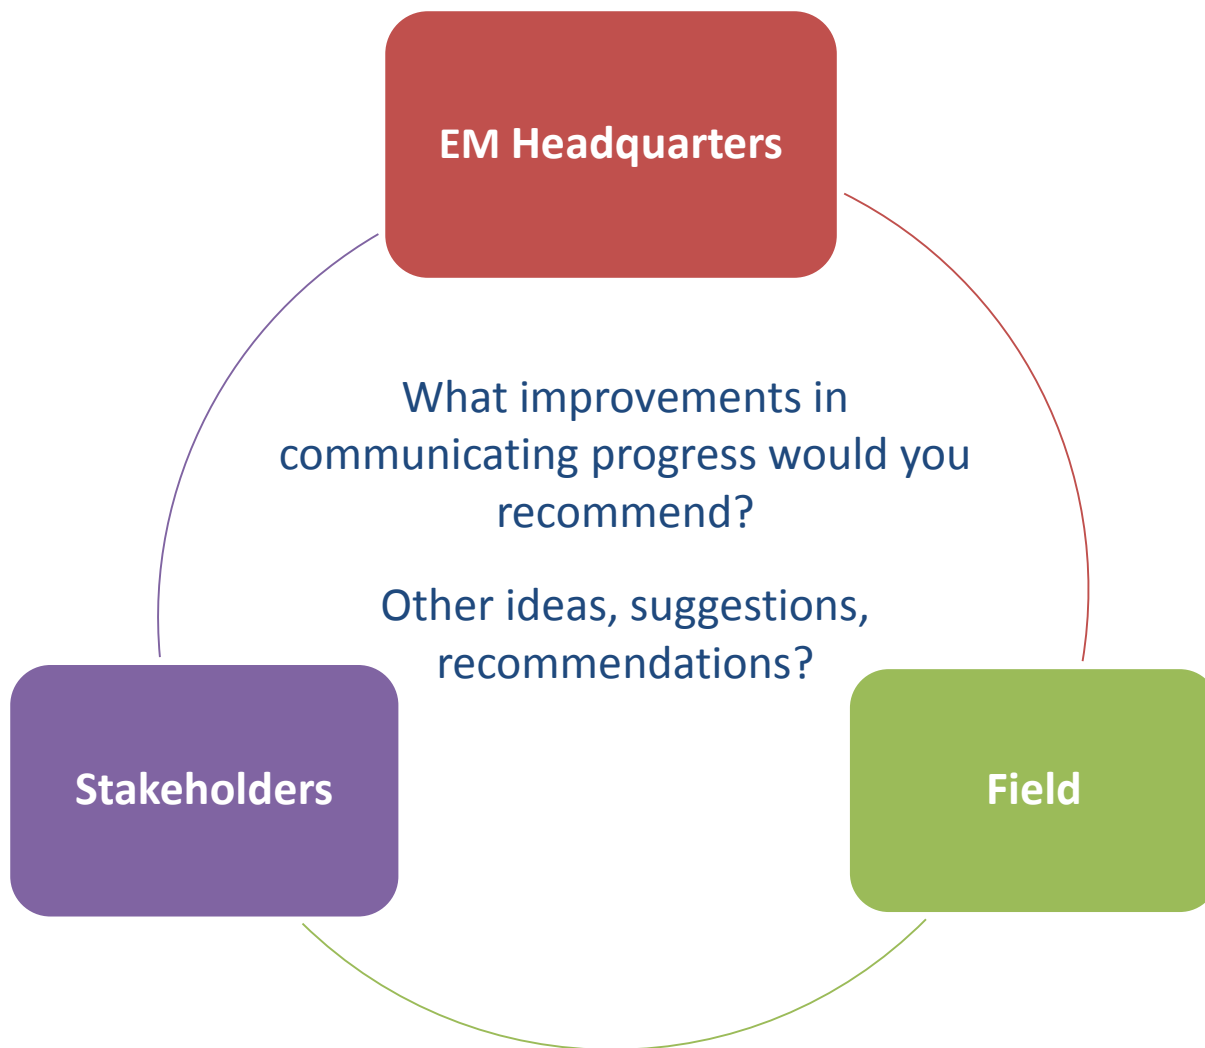 EM Headquarters
What improvements in
communicating progress would you
recommend?
Other ideas, suggestions,
recommendations?
Stakeholders
Field